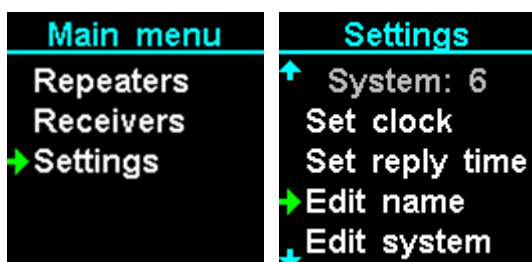 Main menu
Repeaters
Receivers
Settings
Settings
System: 6
Set clock
Set reply time
Edit name
Edit system